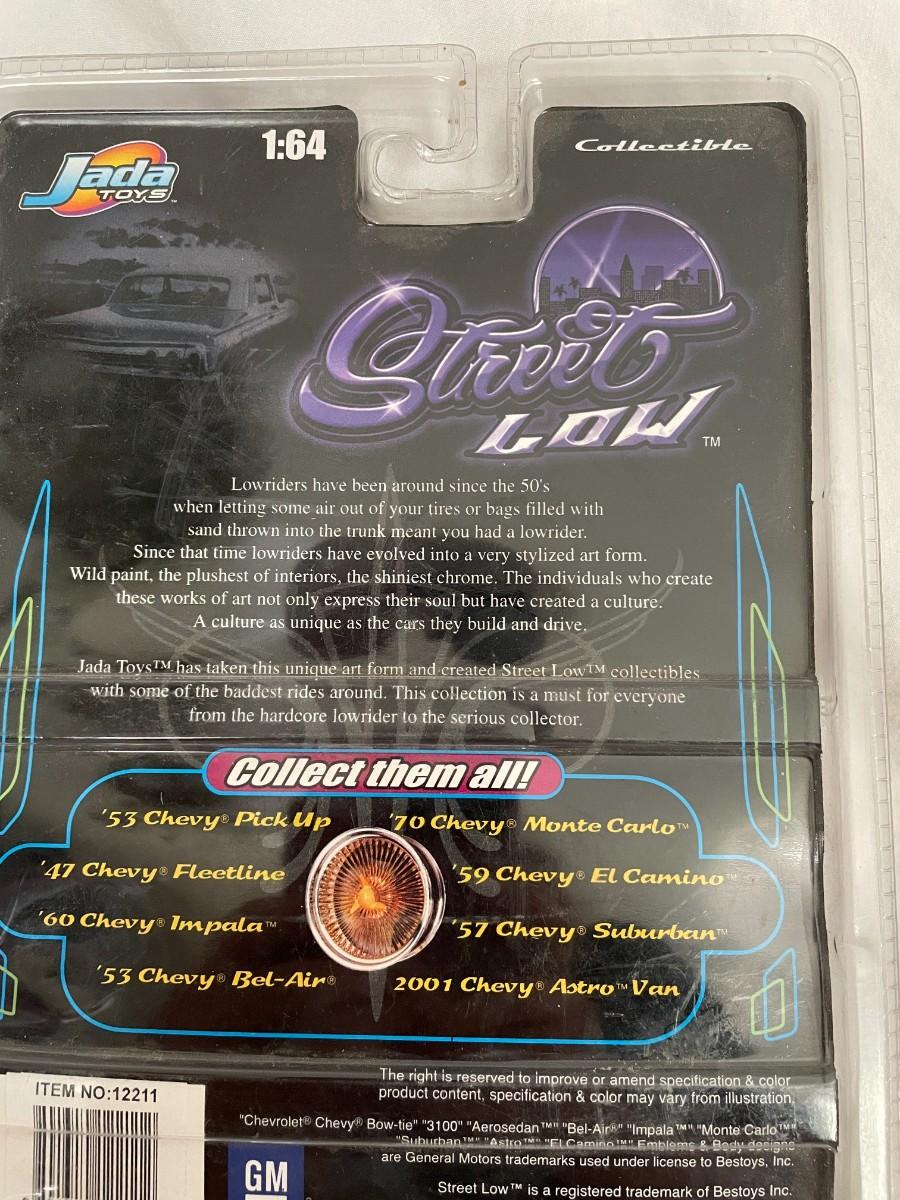 Jada
TOYS™
1:64
Collectible
Street
LOW™
Lowriders have been around since the 50's
when letting some air out of your tires or bags filled with
sand thrown into the trunk meant you had a lowrider.
Since that time lowriders have evolved into a very stylized art form.
Wild paint, the plushest of interiors, the shiniest chrome. The individuals who create
these works of art not only express their soul but have created a culture.
A culture as unique as the cars they build and drive.
Jada Toys™ has taken this unique art form and created Street Low™ collectibles
with some of the baddest rides around. This collection is a must for everyone
from the hardcore lowrider to the serious collector.
Collect them all!
'53 Chevy® Pick Up
'47 Chevy® Fleetline
'60 Chevy® Impala™
'53 Chevy® Bel-Air®
'70 Chevy® Monte Carlo™
'59 Chevy® El Camino™
'57 Chevy® Suburban™
2001 Chevy® Astro™ Van
ITEM NO:12211
The right is reserved to improve or amend specification & color
product content, specification & color may vary from illustration.
"Chevrolet® Chevy® Bow-tie" "3100" "Aerosedan™" "Bel-Air®" "Impala™" "Monte Carlo™"
"Suburban™" "Astro™" "El Camino™" Emblems & Body designs
are General Motors trademarks used under license to Bestoys, Inc.
GM
Street Low™ is a registered trademark of Bestoys Inc.